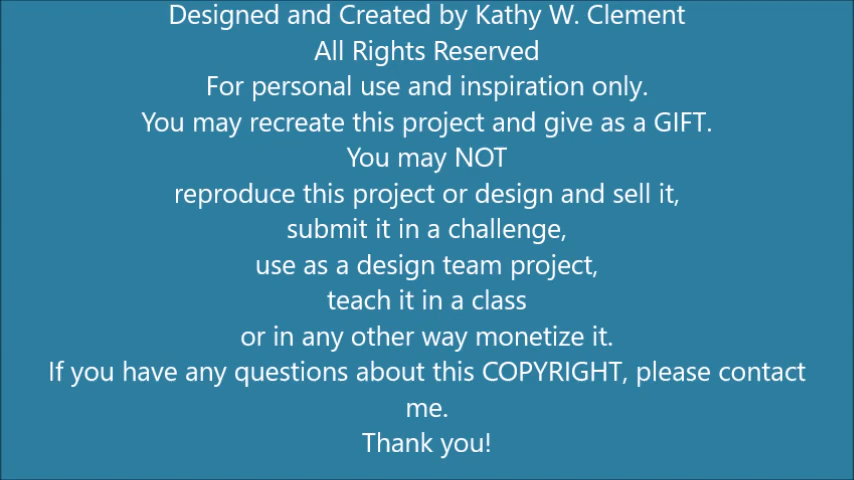 Designed and Created by Kathy W. Clement
All Rights Reserved
For personal use and inspiration only.
You may recreate this project and give as a GIFT.
You may NOT
reproduce this project or design and sell it,
submit it in a challenge,
use as a design team project,
teach it in a class
or in any other way monetize it.
If you have any questions about this COPYRIGHT, please contact
me.
Thank you!